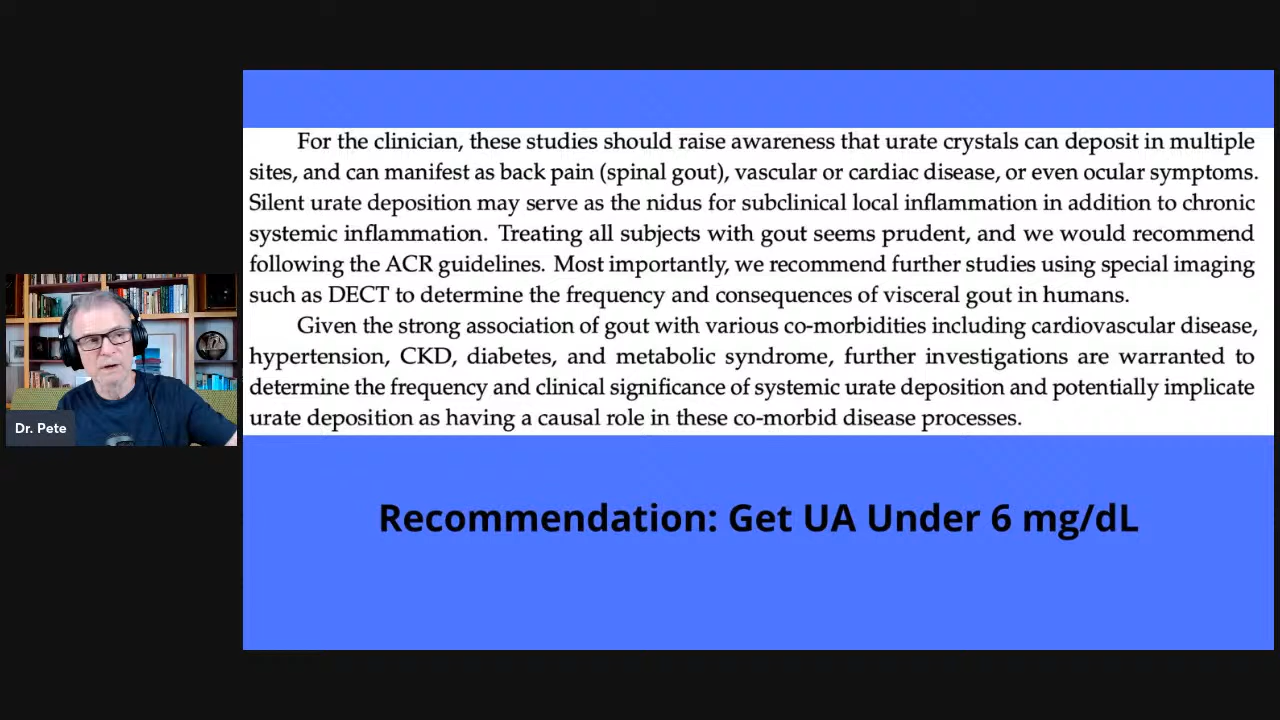 For the clinician, these studies should raise awareness that urate crystals can deposit in multiple
sites, and can manifest as back pain (spinal gout), vascular or cardiac disease, or even ocular symptoms.
Silent urate deposition may serve as the nidus for subclinical local inflammation in addition to chronic
systemic inflammation. Treating all subjects with gout seems prudent, and we would recommend
following the ACR guidelines. Most importantly, we recommend further studies using special imaging
such as DECT to determine the frequency and consequences of visceral gout in humans.
Given the strong association of gout with various co-morbidities including cardiovascular disease,
hypertension, CKD, diabetes, and metabolic syndrome, further investigations are warranted to
determine the frequency and clinical significance of systemic urate deposition and potentially implicate
urate deposition as having a causal role in these co-morbid disease processes.
Dr. Pete
Recommendation: Get UA Under 6 mg/dL